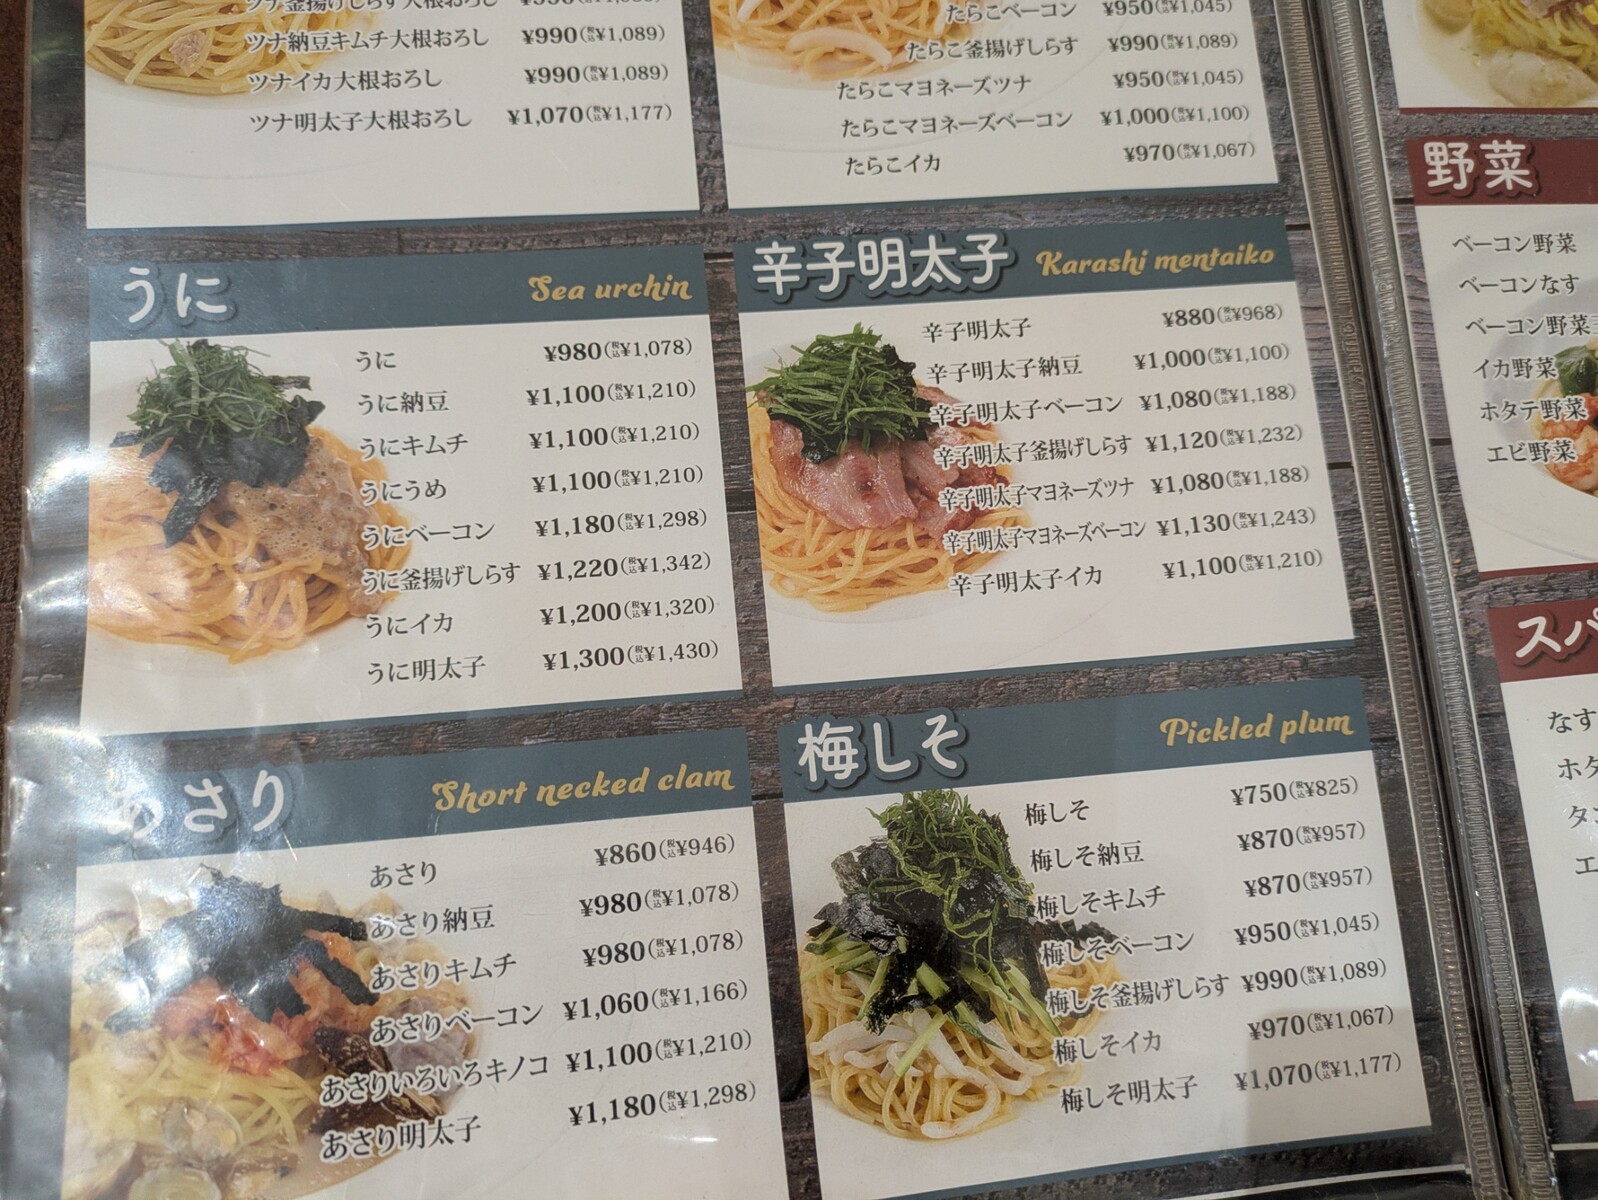 ツナ釜揚げしらす大根おろし
ツナ納豆キムチ大根おろし ¥990(税込¥1,089)
ツナイカ大根おろし ¥990(税込¥1,089)
ツナ明太子大根おろし ¥1,070(税込¥1,177)
たらこベーコン ¥950(税込¥1,045)
たらこ釜揚げしらす ¥990(税込¥1,089)
たらこマヨネーズツナ ¥950(税込¥1,045)
たらこマヨネーズベーコン ¥1,000(税込¥1,100)
たらこイカ ¥970(税込¥1,067)
うに Sea urchin
うに ¥980(税込¥1,078)
うに納豆 ¥1,100(税込¥1,210)
うにキムチ ¥1,100(税込¥1,210)
うにうめ ¥1,100(税込¥1,210)
うにベーコン ¥1,180(税込¥1,298)
うに釜揚げしらす ¥1,220(税込¥1,342)
うにイカ ¥1,200(税込¥1,320)
うに明太子 ¥1,300(税込¥1,430)
辛子明太子 Karashi mentaiko
辛子明太子 ¥880(税込¥968)
辛子明太子納豆 ¥1,000(税込¥1,100)
辛子明太子ベーコン ¥1,080(税込¥1,188)
辛子明太子釜揚げしらす ¥1,120(税込¥1,232)
辛子明太子マヨネーズツナ ¥1,080(税込¥1,188)
辛子明太子マヨネーズベーコン ¥1,130(税込¥1,243)
辛子明太子イカ ¥1,100(税込¥1,210)
あさり Short necked clam
あさり ¥860(税込¥946)
あさり納豆 ¥980(税込¥1,078)
あさりキムチ ¥980(税込¥1,078)
あさりベーコン ¥1,060(税込¥1,166)
あさりいろいろキノコ ¥1,100(税込¥1,210)
あさり明太子 ¥1,180(税込¥1,298)
梅しそ Pickled plum
梅しそ ¥750(税込¥825)
梅しそ納豆 ¥870(税込¥957)
梅しそキムチ ¥870(税込¥957)
梅しそベーコン ¥950(税込¥1,045)
梅しそ釜揚げしらす ¥990(税込¥1,089)
梅しそイカ ¥970(税込¥1,067)
梅しそ明太子 ¥1,070(税込¥1,177)
野菜
ベーコン野菜
ベーコンなす
ベーコン野菜
イカ野菜
ホタテ野菜
エビ野菜
スパ
なす
ホタ
タ
エ